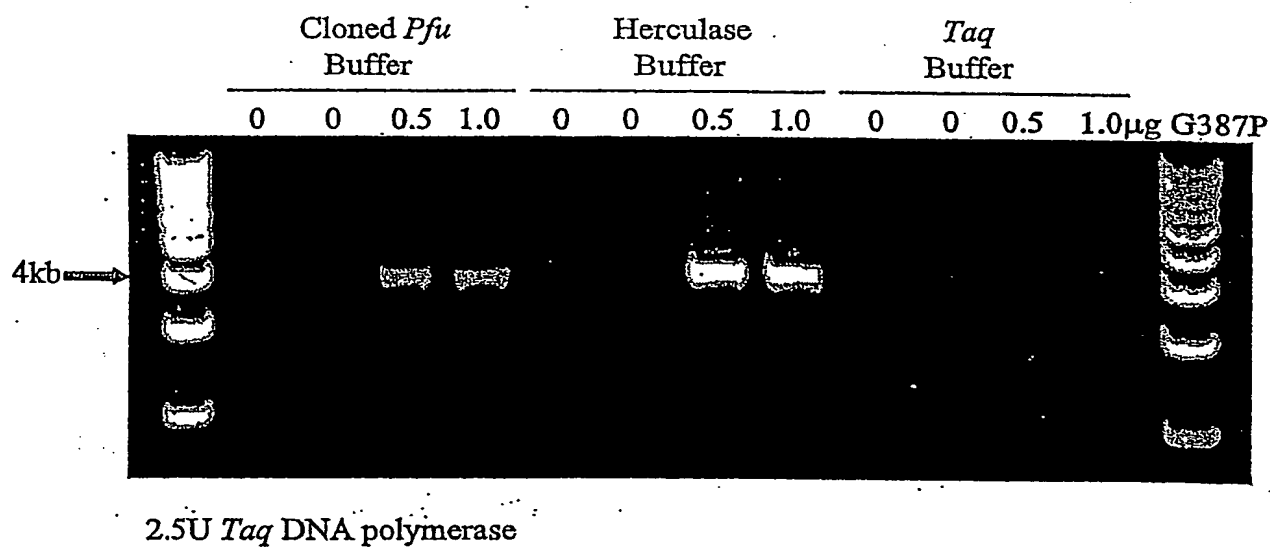 Cloned Pfu Buffer
Herculase Buffer
Taq Buffer
0 0 0.5 1.0 0 0 0.5 1.0 0 0 0.5 1.0µg G387P
4kb
2.5U Taq DNA polymerase